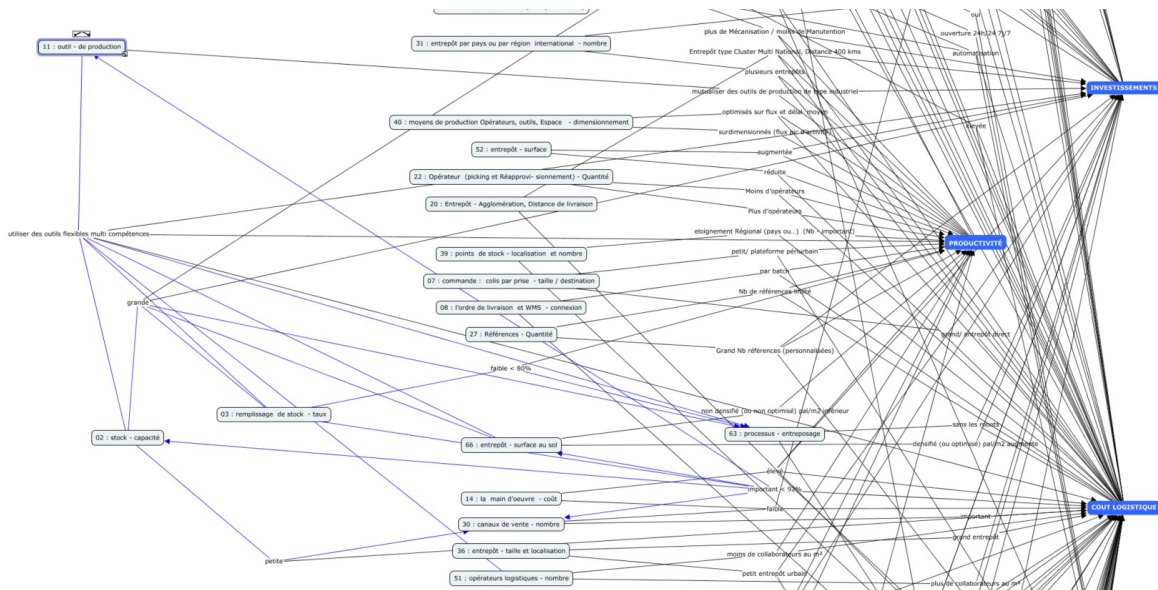 oui
plus de Mécanisation / moins de Manutention
ouverture 24h/24 7j/7
11 : outil - de production
31 : entrepôt par pays ou par région international - nombre
Entrepôt type Cluster Multi National, Distance 400 kms
automatisation
plusieurs entrepôts
INVESTISSEMENTS
mutualiser des outils de production de type industriel
optimisés sur flux et délai moyen
40 : moyens de production Opérateurs, outils, Espace - dimensionnement
élevée
surdimensionnés (flux pic d'activité)
52 : entrepôt - surface
augmentée
réduite
22 : Opérateur (picking et Réapprovi- sionnement) - Quantité
Moins d'opérateurs
20 : Entrepôt - Agglomération, Distance de livraison
Plus d'opérateurs
utiliser des outils flexibles multi compétences
eloignement Régional (pays ou...) (Nb - important)
PRODUCTIVITÉ
39 : points de stock - localisation et nombre
petit/ plateforme périurbain
par batch
07 : commande : colis par prise - taille / destination
Nb de références limité
grande
08 : l'ordre de livraison et WMS - connexion
27 : Références - Quantité
grand/ entrepôt direct
Grand Nb références (personnalisées)
faible < 80%
03 : remplissage de stock - taux
non densifié (ou non optimisé) pal/m2 inférieur
sans les robots
02 : stock - capacité
63 : processus - entreposage
66 : entrepôt - surface au sol
densifié (ou optimisé) pal/m2 augmente
élevé
important < 92%
14 : la main d'oeuvre - coût
faible
COUT LOGISTIQUE
important
30 : canaux de vente - nombre
grand entrepôt
36 : entrepôt - taille et localisation
moins de collaborateurs au m²
petite
petit entrepôt urbain
51 : opérateurs logistiques - nombre
plus de collaborateurs au m²